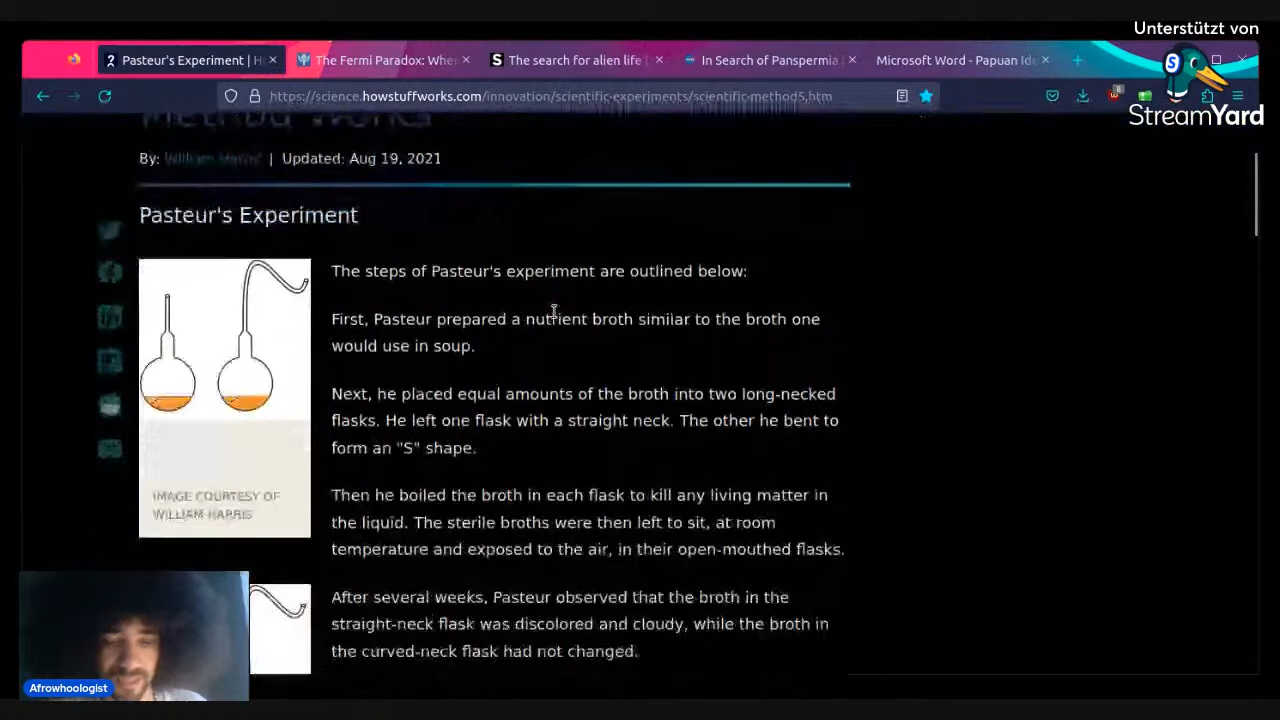 Unterstützt von
StreamYard
Pasteur's Experiment | H
The Fermi Paradox: Whe
The search for alien life (
In Search of Panspermia
Microsoft Word - Papuan Ide
https://science.howstuffworks.com/innovation/scientific-experiments/scientific-method5.htm
Method Works
By: William Harris | Updated: Aug 19, 2021
Pasteur's Experiment
The steps of Pasteur's experiment are outlined below:
First, Pasteur prepared a nutrient broth similar to the broth one
would use in soup.
Next, he placed equal amounts of the broth into two long-necked
flasks. He left one flask with a straight neck. The other he bent to
form an "S" shape.
IMAGE COURTESY OF
WILLIAM HARRIS
Then he boiled the broth in each flask to kill any living matter in
the liquid. The sterile broths were then left to sit, at room
temperature and exposed to the air, in their open-mouthed flasks.
After several weeks, Pasteur observed that the broth in the
straight-neck flask was discolored and cloudy, while the broth in
the curved-neck flask had not changed.
Afrowhoologist